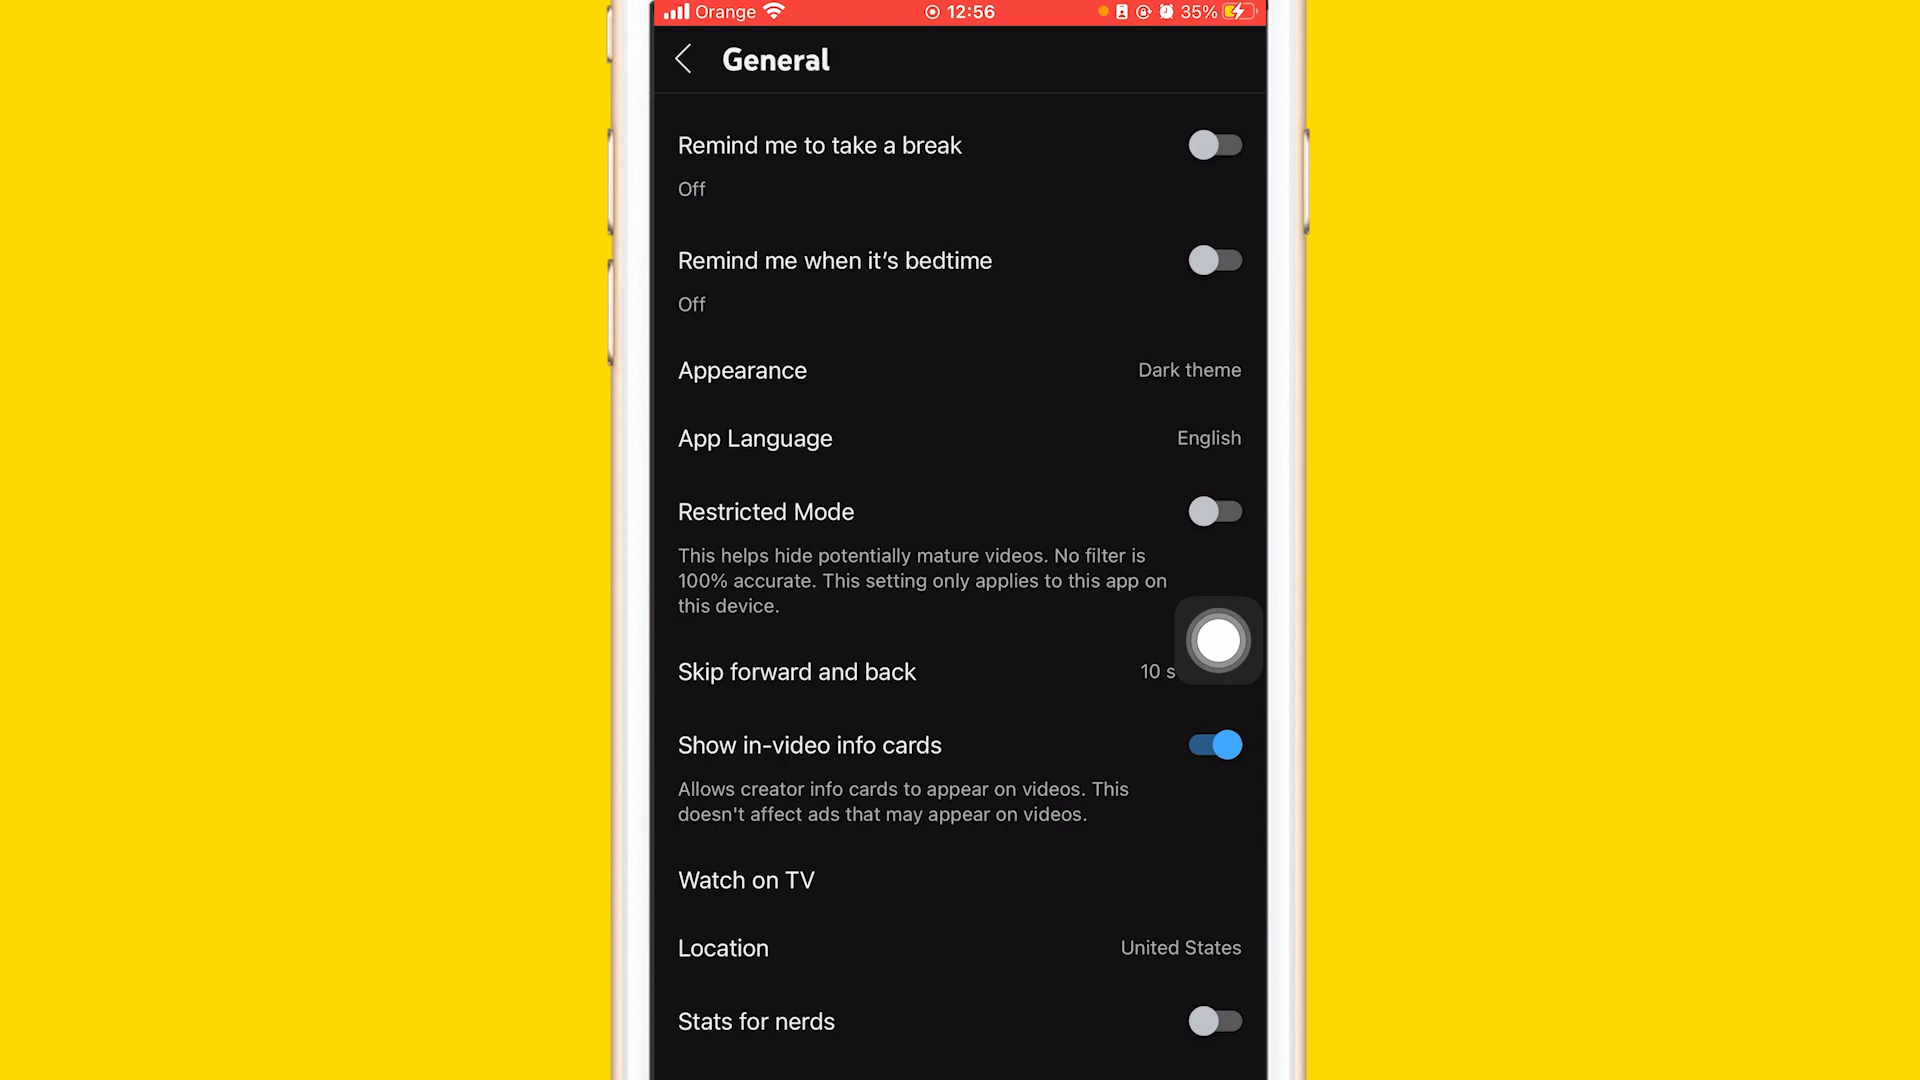 Orange 12:56 35%
General
Remind me to take a break
Off
Remind me when it's bedtime
Off
Appearance Dark theme
App Language English
Restricted Mode
This helps hide potentially mature videos. No filter is
100% accurate. This setting only applies to this app on
this device.
Skip forward and back 10 s
Show in-video info cards
Allows creator info cards to appear on videos. This
doesn't affect ads that may appear on videos.
Watch on TV
Location United States
Stats for nerds